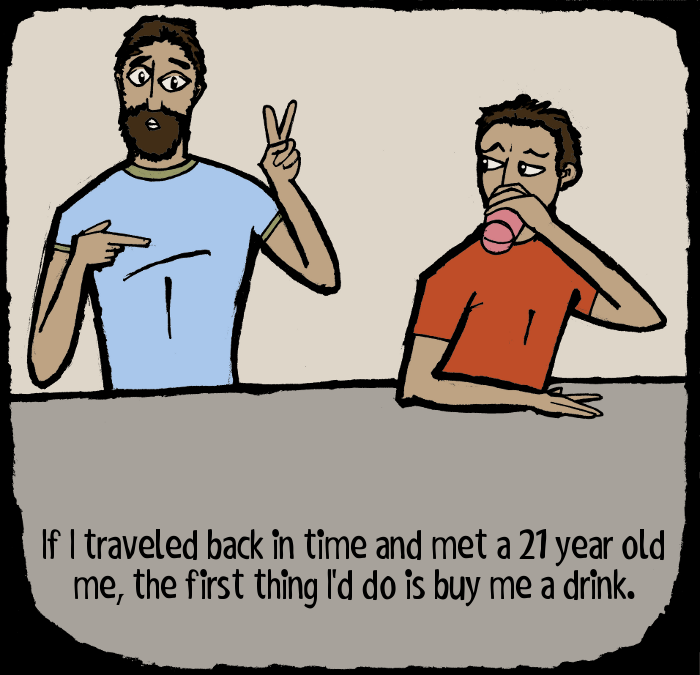 If I traveled back in time and met a 21 year old
me, the first thing I'd do is buy me a drink.